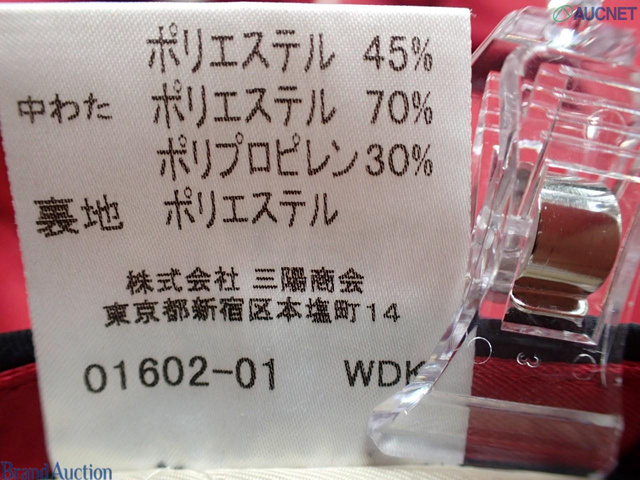 AUCNET
ポリエステル 45%
中わた ポリエステル 70%
ポリプロピレン30%
裏地 ポリエステル
株式会社 三陽商会
東京都新宿区本塩町14
01602-01 WDK
3
Brand Auction